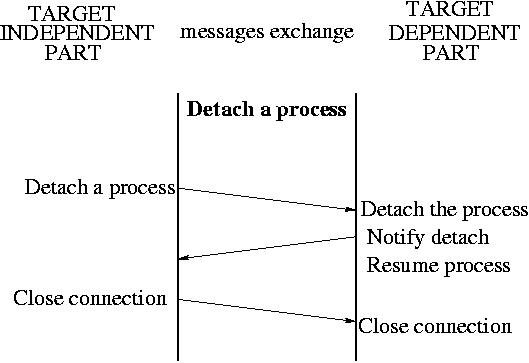 TARGET
INDEPENDENT
PART
messages exchange
TARGET
DEPENDENT
PART
Detach a process
Detach a process
Detach the process
Notify detach
Resume process
Close connection
Close connection